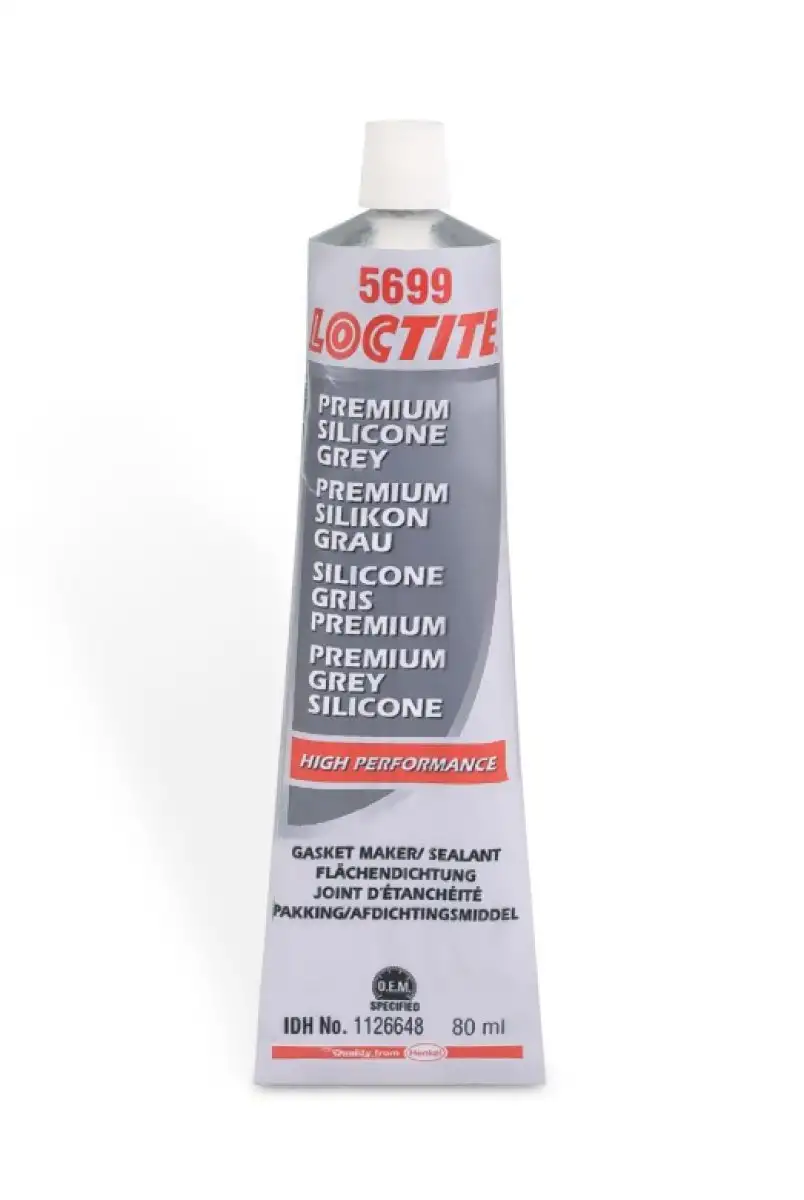 5699
LOCTITE
PREMIUM
SILICONE
GREY
PREMIUM
SILIKON
GRAU
SILICONE
GRIS
PREMIUM
PREMIUM
GREY
SILICONE
HIGH PERFORMANCE
GASKET MAKER/ SEALANT
FLÄCHENDICHTUNG
JOINT D'ÉTANCHÉITÉ
PAKKING/AFDICHTINGSMIDDEL
O.E.M.
SPECIFIED
IDH No. 1126648 80 ml
Quality from Henkel